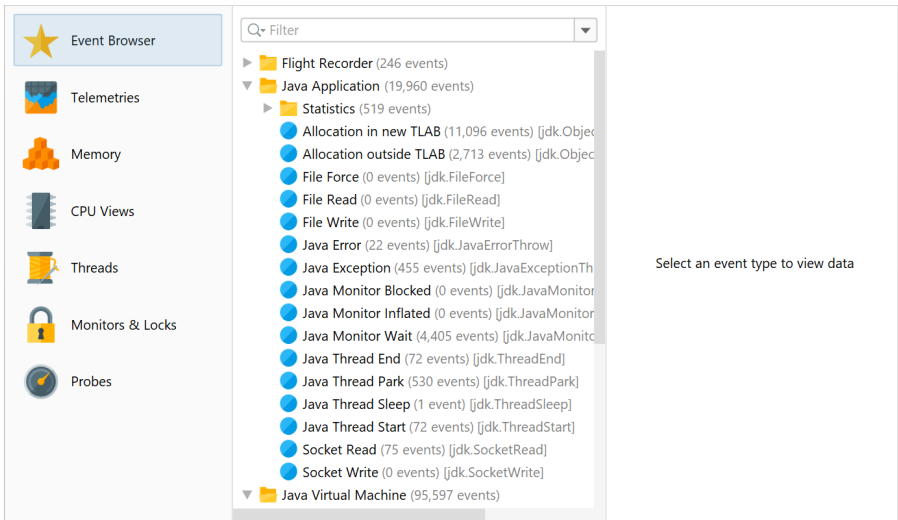 Event Browser
Telemetries
Memory
CPU Views
Threads
Monitors & Locks
Probes
Filter
Flight Recorder (246 events)
Java Application (19,960 events)
Statistics (519 events)
Allocation in new TLAB (11,096 events) [jdk.Objec
Allocation outside TLAB (2,713 events) [jdk.Objec
File Force (0 events) [jdk.FileForce]
File Read (0 events) [jdk.FileRead]
File Write (0 events) [jdk.FileWrite]
Java Error (22 events) [jdk.JavaErrorThrow]
Java Exception (455 events) [jdk.JavaExceptionTh
Java Monitor Blocked (0 events) [jdk.JavaMonitor
Java Monitor Inflated (0 events) [jdk.JavaMonitor
Java Monitor Wait (4,405 events) [jdk.JavaMonito
Java Thread End (72 events) [jdk.ThreadEnd]
Java Thread Park (530 events) [jdk.ThreadPark]
Java Thread Sleep (1 event) [jdk.ThreadSleep]
Java Thread Start (72 events) [jdk.ThreadStart]
Socket Read (75 events) [jdk.SocketRead]
Socket Write (0 events) [jdk.SocketWrite]
Java Virtual Machine (95,597 events)
Select an event type to view data